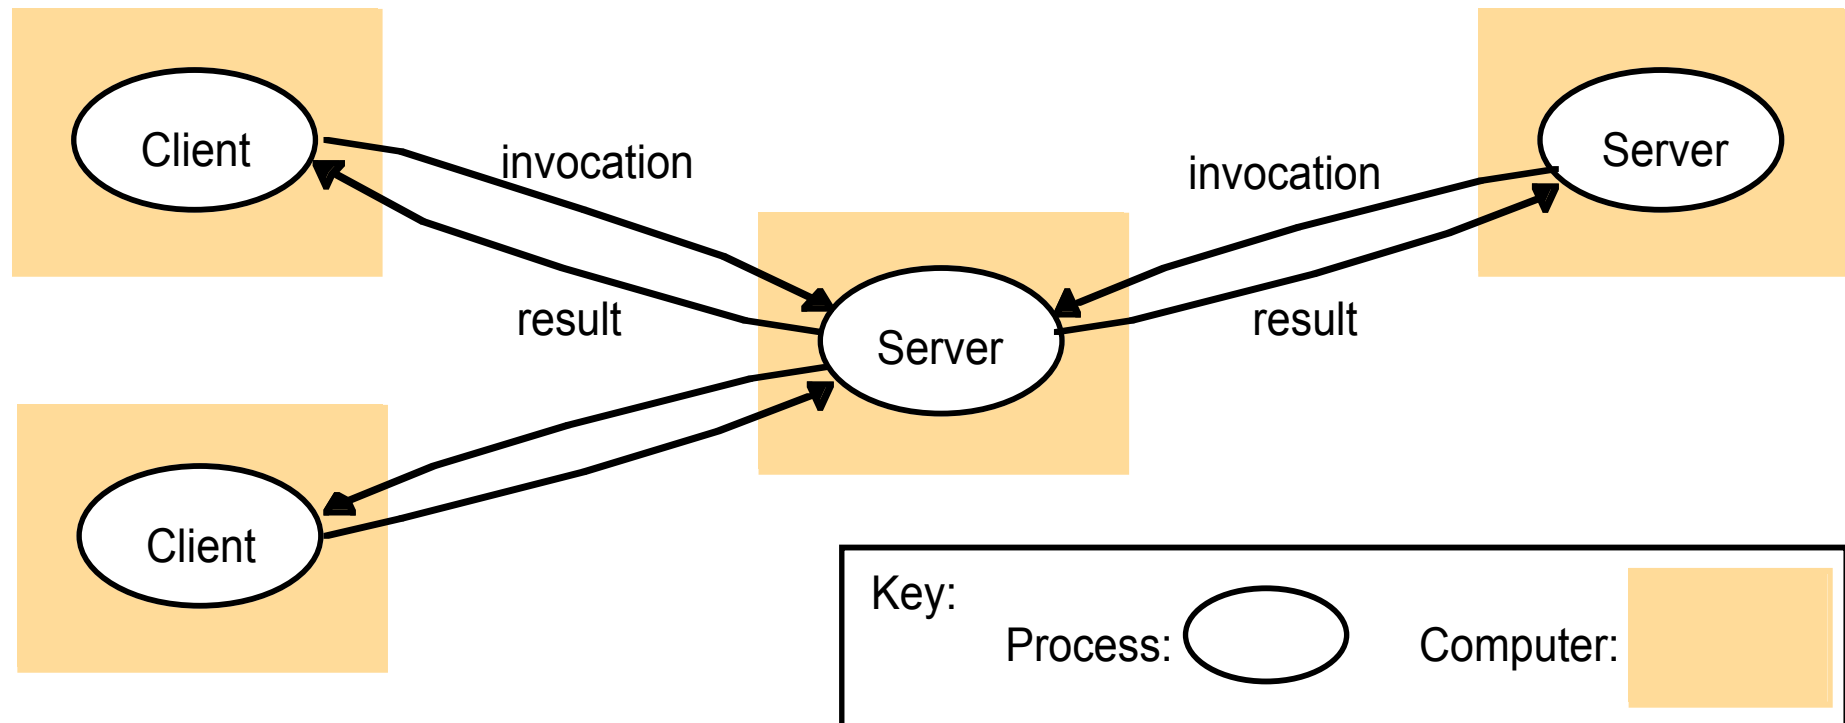 Client
invocation
result
Server
invocation
result
Server
Client
Key:
Process:
Computer: